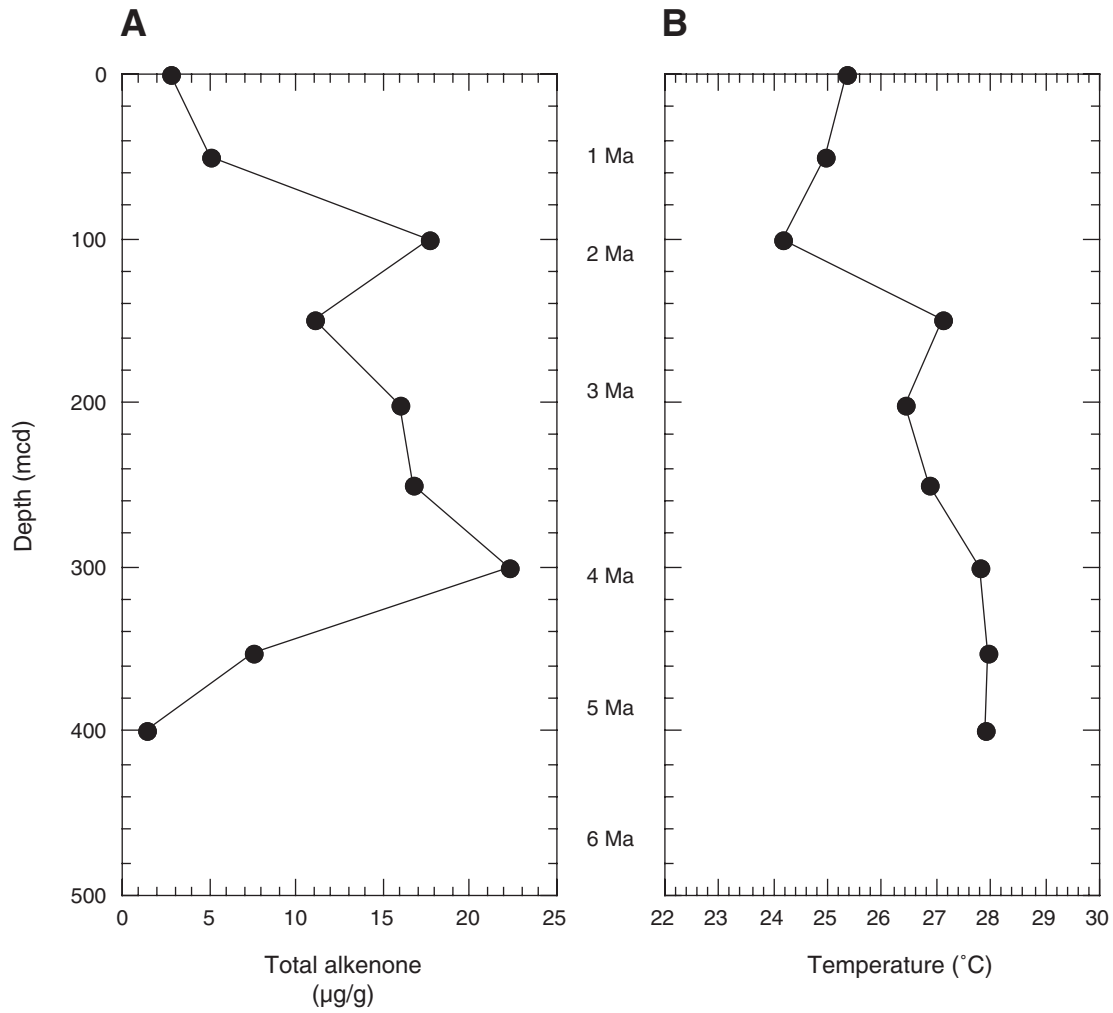 A
B
0
100
200
300
400
500
Depth (mcd)
1 Ma
2 Ma
3 Ma
4 Ma
5 Ma
6 Ma
0 5 10 15 20 25
22 23 24 25 26 27 28 29 30
Total alkenone
(µg/g)
Temperature (˚C)